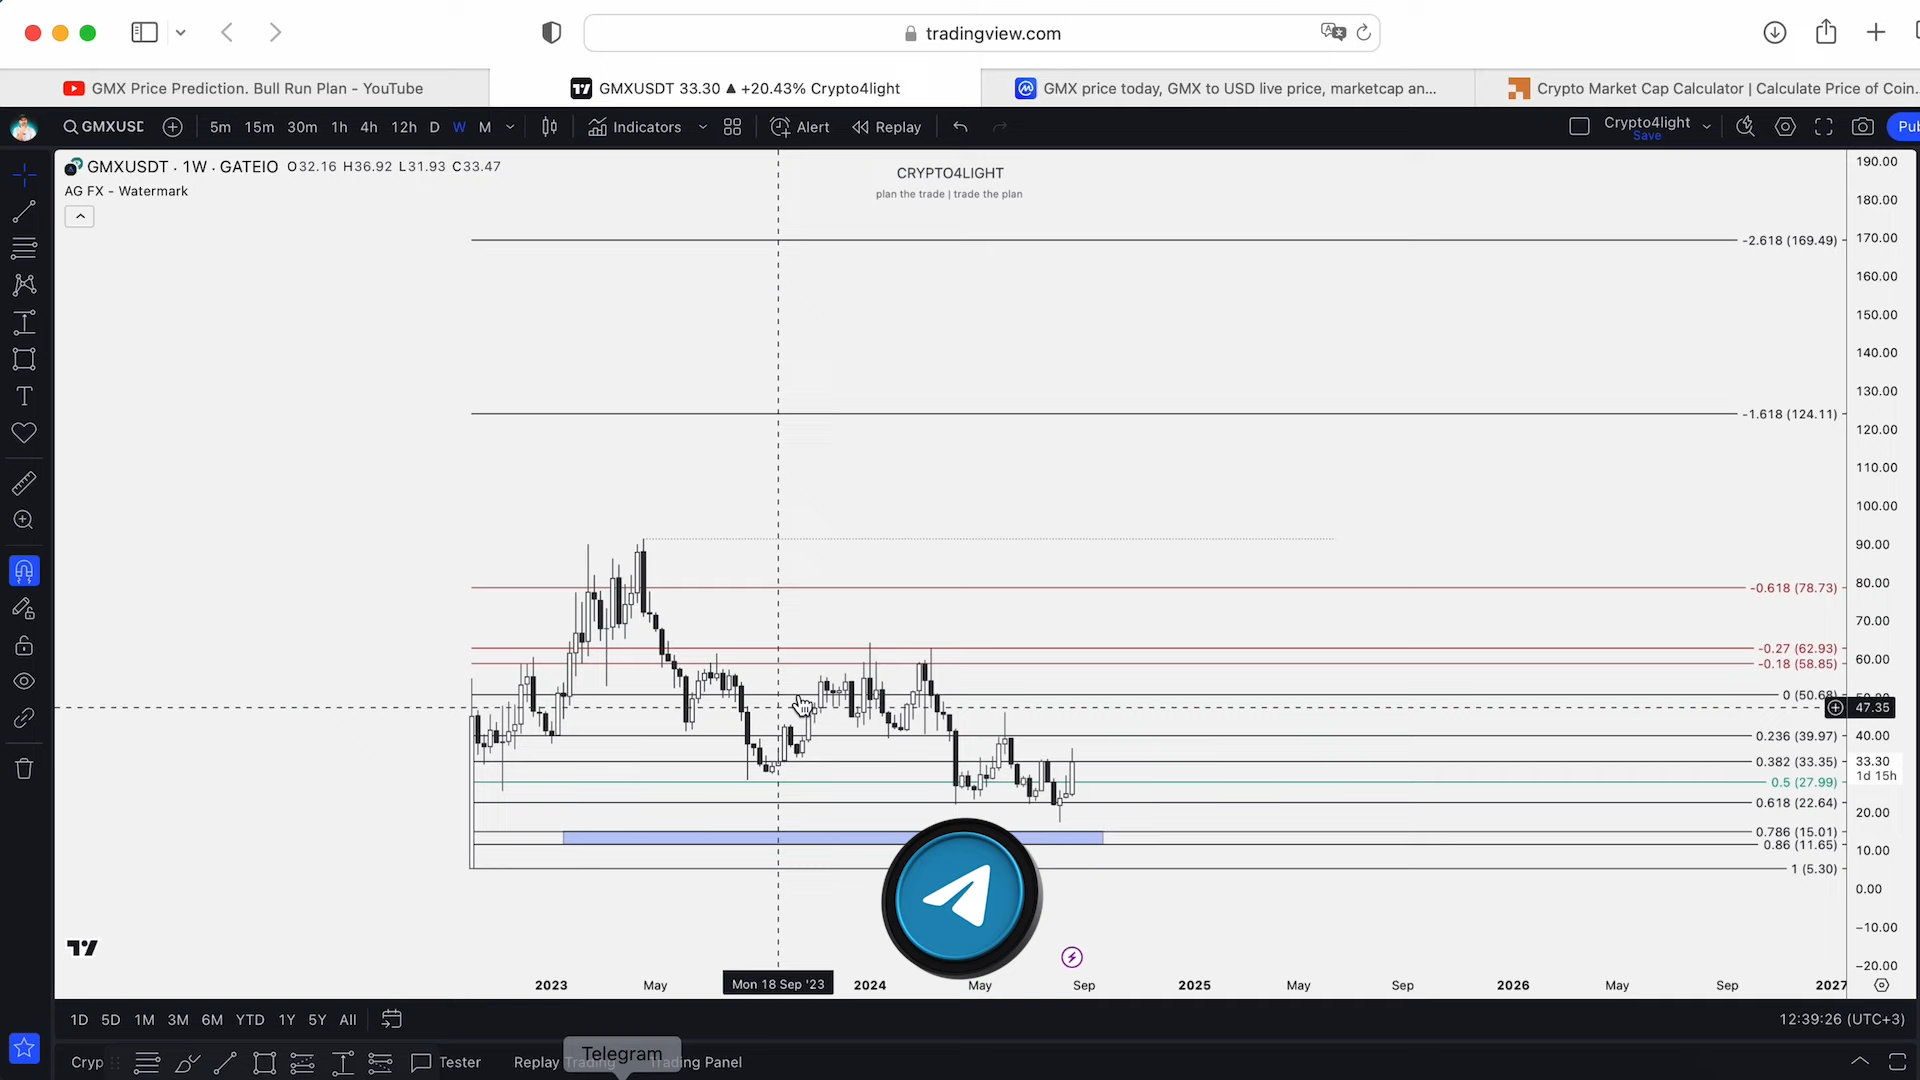 tradingview.com
GMX Price Prediction. Bull Run Plan - YouTube
GMXUSDT 33.30 ▲ +20.43% Crypto4light
GMX price today, GMX to USD live price, marketcap an...
Crypto Market Cap Calculator | Calculate Price of Coin...
GMXUSD 5m 15m 30m 1h 4h 12h D W M Indicators Alert Replay Crypto4light Save Pub
GMXUSDT · 1W · GATEIO O32.16 H36.92 L31.93 C33.47
AG FX - Watermark
CRYPTO4LIGHT
plan the trade | trade the plan
190.00
180.00
170.00
-2.618 (169.49)
160.00
150.00
140.00
130.00
-1.618 (124.11)
120.00
110.00
100.00
90.00
80.00
-0.618 (78.73)
70.00
-0.27 (62.93)
60.00
-0.18 (58.85)
0 (50.68)
47.35
0.236 (39.97) 40.00
0.382 (33.35) 33.30
1d 15h
0.5 (27.99)
0.618 (22.64)
20.00
0.786 (15.01)
0.86 (11.65)
10.00
1 (5.30)
0.00
−10.00
−20.00
2023 May Mon 18 Sep '23 2024 May Sep 2025 May Sep 2026 May Sep 2027
1D 5D 1M 3M 6M YTD 1Y 5Y All 12:39:26 (UTC+3)
Telegram
Cryp Tester Replay Trading Trading Panel